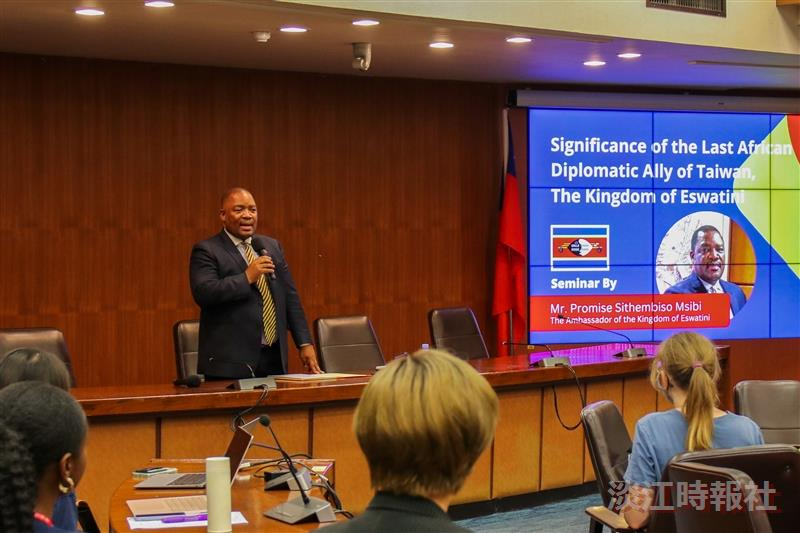 Significance of the Last African
Diplomatic Ally of Taiwan,
The Kingdom of Eswatini
Seminar By
Mr. Promise Sithembiso Msibi
The Ambassador of the Kingdom of Eswatini
淡江時報社